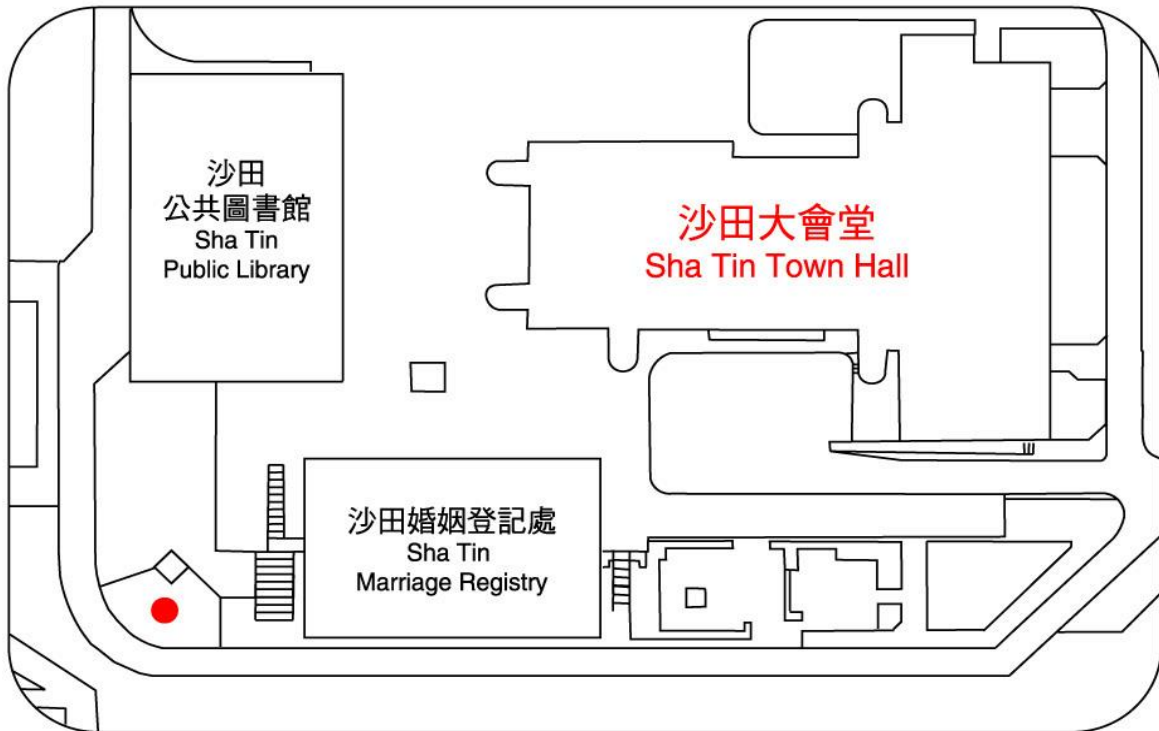 沙田
公共圖書館
Sha Tin
Public Library
沙田大會堂
Sha Tin Town Hall
沙田婚姻登記處
Sha Tin
Marriage Registry